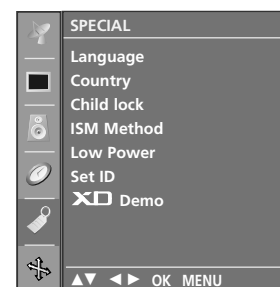 SPECIAL
Language
Country
Child lock
ISM Method
Low Power
Set ID
XD Demo
▲▼ ◄► OK MENU